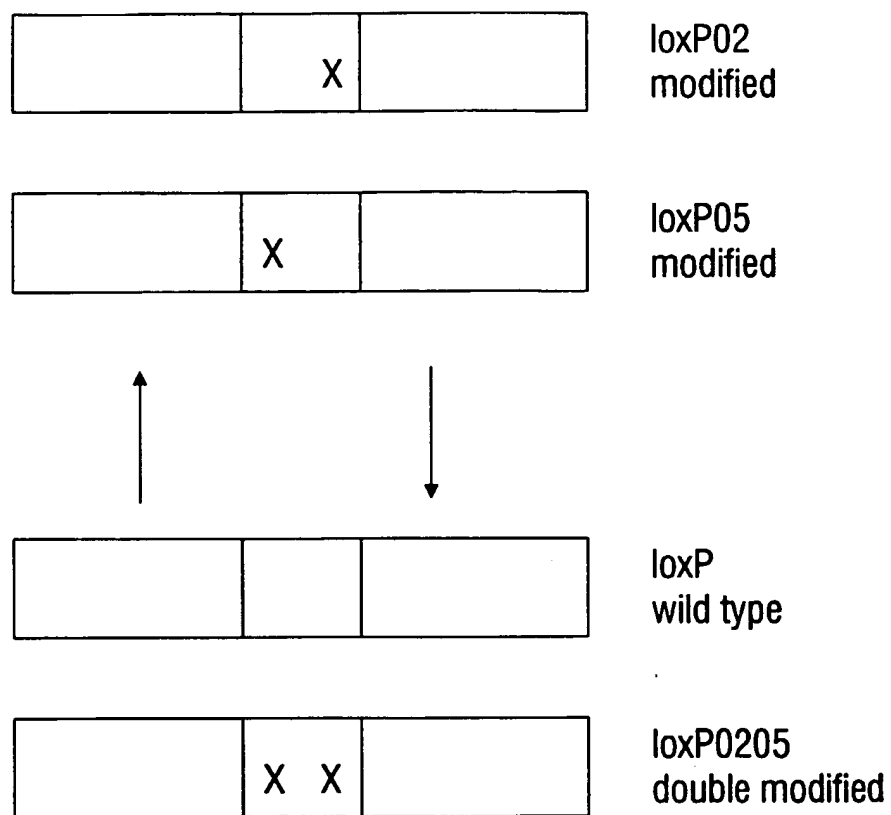 X
loxP02
modified
X
loxP05
modified
loxP
wild type
X X
loxP0205
double modified